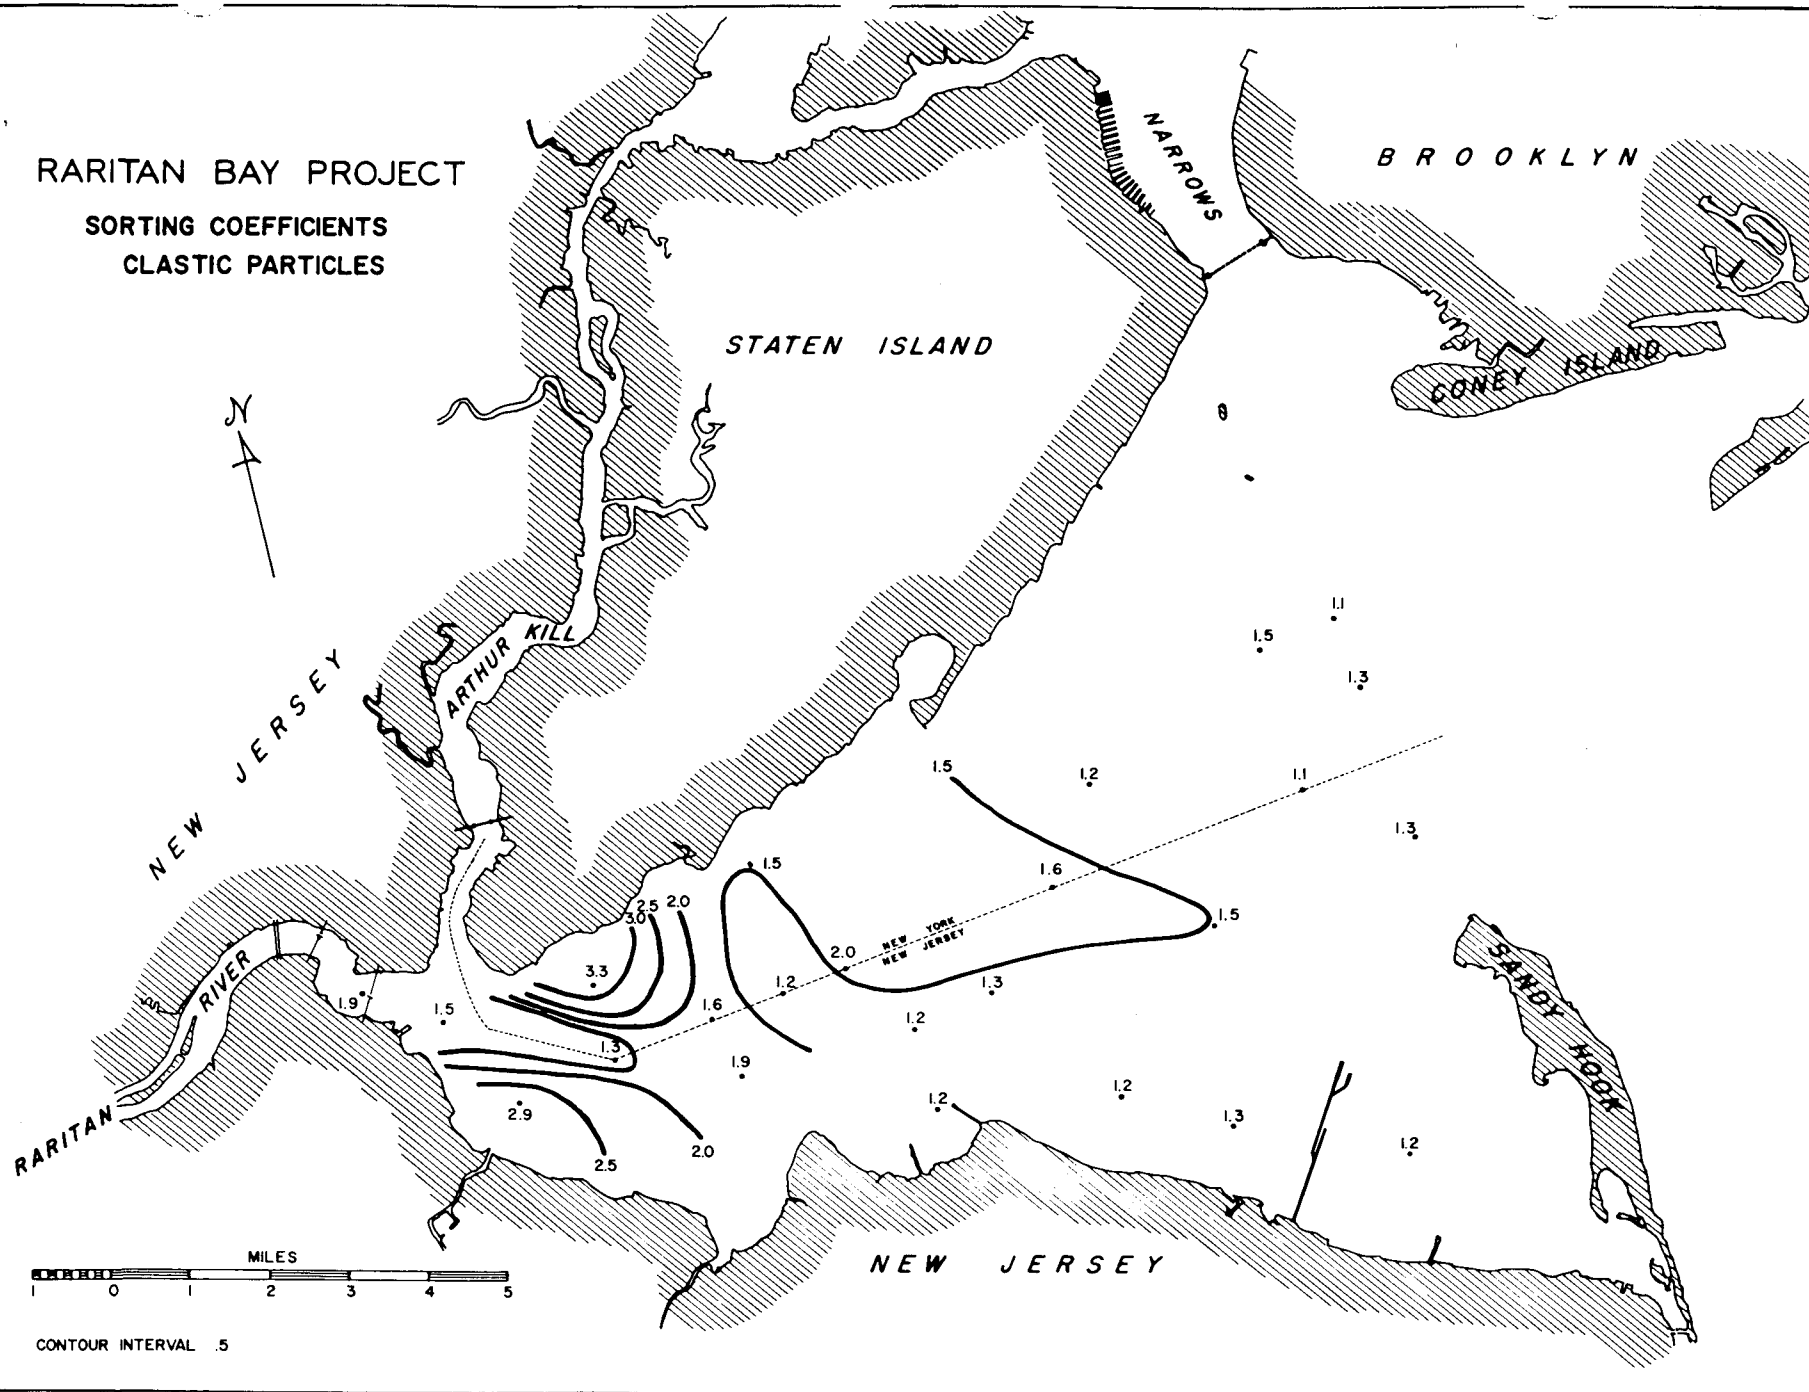 RARITAN BAY PROJECT
SORTING COEFFICIENTS
CLASTIC PARTICLES
NARROWS
BROOKLYN
STATEN ISLAND
CONEY ISLAND
N
ARTHUR KILL
NEW JERSEY
1.1
1.5
1.3
1.5
1.2
1.1
1.3
1.5
1.6
1.5
2.5
2.0
3.0
2.0
NEW YORK
NEW JERSEY
3.3
1.2
1.3
1.9
1.5
1.6
1.2
1.3
1.9
2.9
1.2
1.2
1.3
1.2
2.5
2.0
RARITAN RIVER
SANDY HOOK
NEW JERSEY
MILES
1 0 1 2 3 4 5
CONTOUR INTERVAL .5